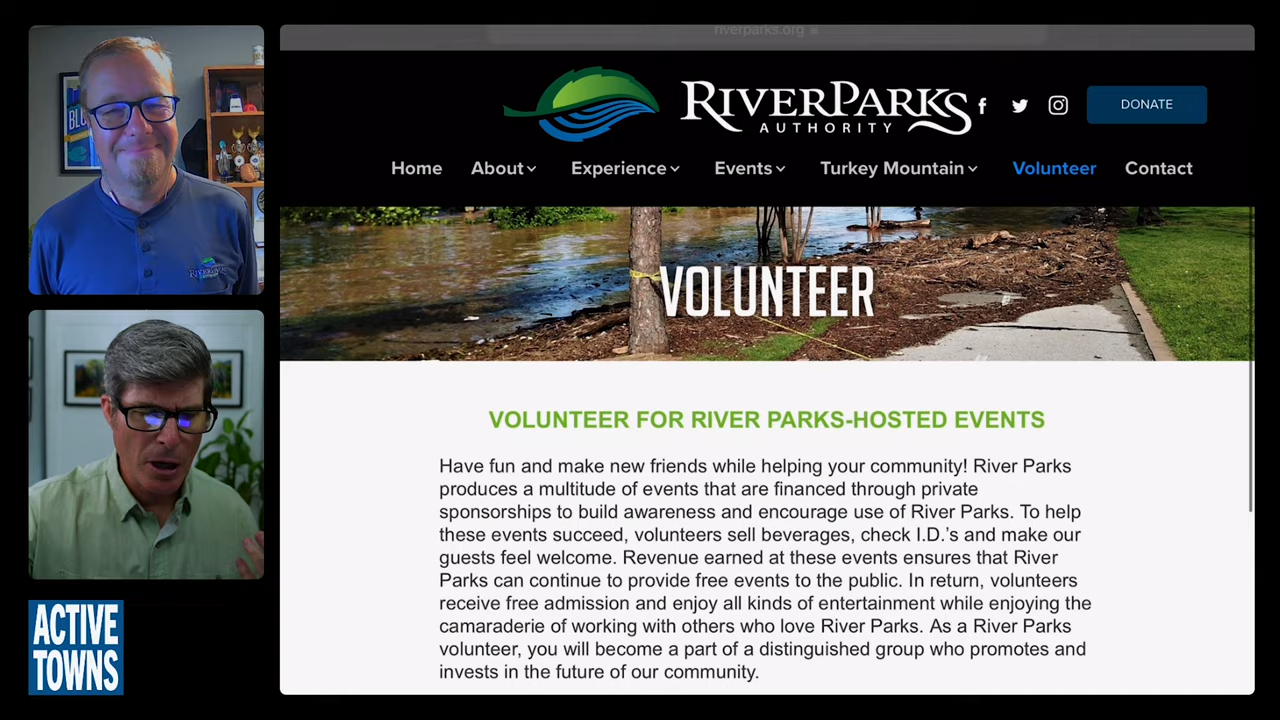 riverparks.org
RIVERPARKS
AUTHORITY
DONATE
Home About Experience Events Turkey Mountain Volunteer Contact
VOLUNTEER
VOLUNTEER FOR RIVER PARKS-HOSTED EVENTS
Have fun and make new friends while helping your community! River Parks
produces a multitude of events that are financed through private
sponsorships to build awareness and encourage use of River Parks. To help
these events succeed, volunteers sell beverages, check I.D.'s and make our
guests feel welcome. Revenue earned at these events ensures that River
Parks can continue to provide free events to the public. In return, volunteers
receive free admission and enjoy all kinds of entertainment while enjoying the
camaraderie of working with others who love River Parks. As a River Parks
volunteer, you will become a part of a distinguished group who promotes and
invests in the future of our community.
BLU
RIVERPARKS
ACTIVE
TOWNS